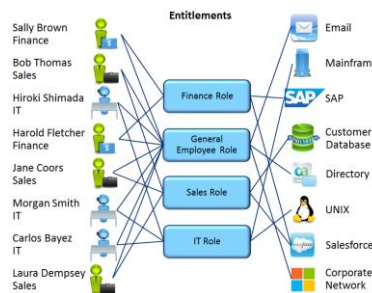 Entitlements
Sally Brown
Finance
Bob Thomas
Sales
Hiroki Shimada
IT
Harold Fletcher
Finance
Jane Coors
Sales
Morgan Smith
IT
Carlos Bayez
IT
Laura Dempsey
Sales
Finance Role
General
Employee Role
Sales Role
IT Role
Email
Mainfram
SAP
SAP
Customer
Database
ca
Directory
UNIX
Salesforce
Corporate
Network